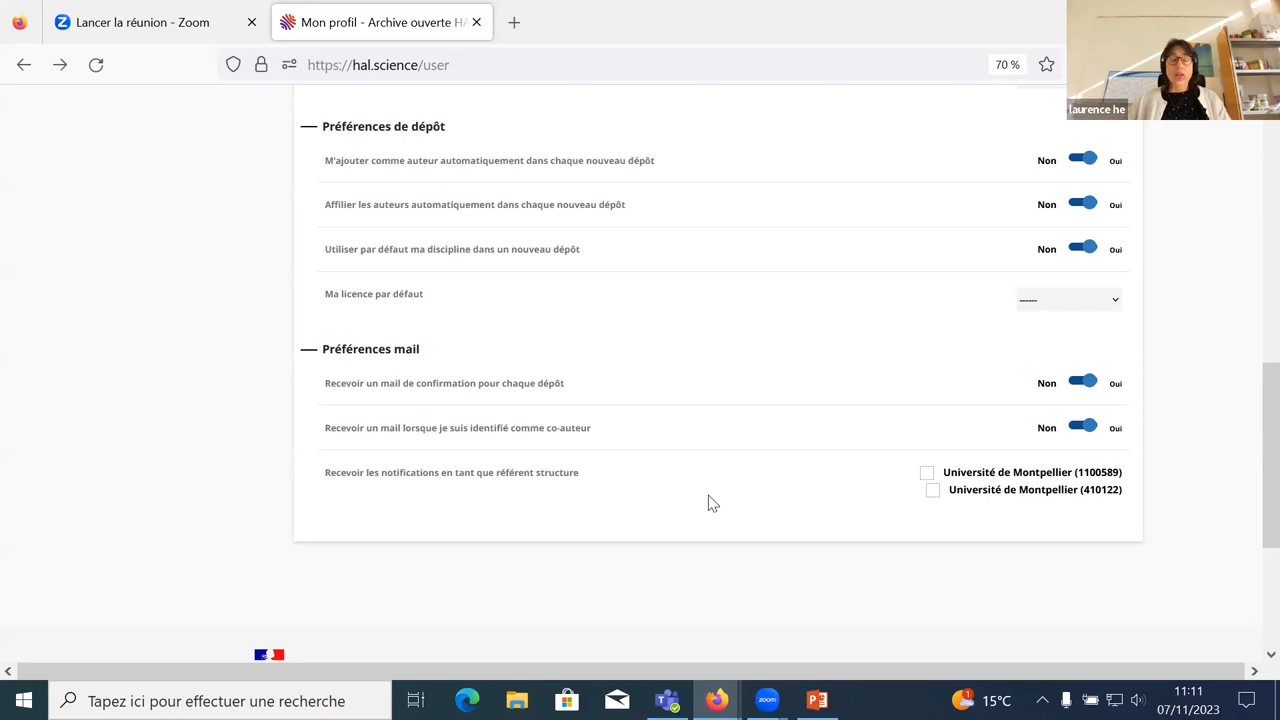 Lancer la réunion - Zoom
Mon profil - Archive ouverte HA
https://hal.science/user
70 %
laurence he
Préférences de dépôt
M'ajouter comme auteur automatiquement dans chaque nouveau dépôt
Non Oui
Affilier les auteurs automatiquement dans chaque nouveau dépôt
Non Oui
Utiliser par défaut ma discipline dans un nouveau dépôt
Non Oui
Ma licence par défaut
------
Préférences mail
Recevoir un mail de confirmation pour chaque dépôt
Non Oui
Recevoir un mail lorsque je suis identifié comme co-auteur
Non Oui
Recevoir les notifications en tant que référent structure
Université de Montpellier (1100589)
Université de Montpellier (410122)
Tapez ici pour effectuer une recherche
zoom
1
15°C
11:11
07/11/2023